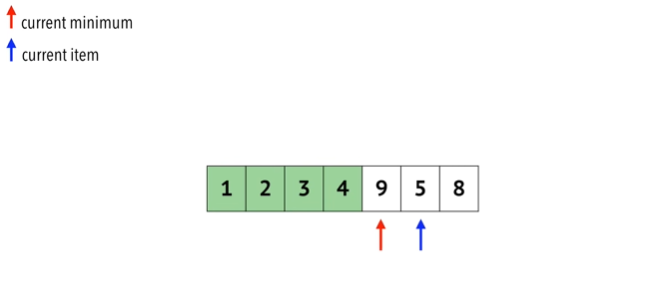 current minimum
current item
1 2 3 4 9 5 8